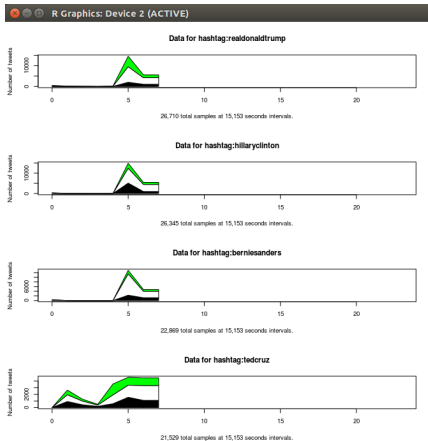 R Graphics: Device 2 (ACTIVE)
Data for hashtag:realdonaldtrump
Number of tweets
0 10000
0 5 10 15 20
26,710 total samples at 15,153 seconds intervals.
Data for hashtag:hillaryclinton
Number of tweets
0 10000
0 5 10 15 20
26,345 total samples at 15,153 seconds intervals.
Data for hashtag:berniesanders
Number of tweets
0 6000
0 5 10 15 20
22,869 total samples at 15,153 seconds intervals.
Data for hashtag:tedcruz
Number of tweets
0 2000
0 5 10 15 20
21,529 total samples at 15,153 seconds intervals.